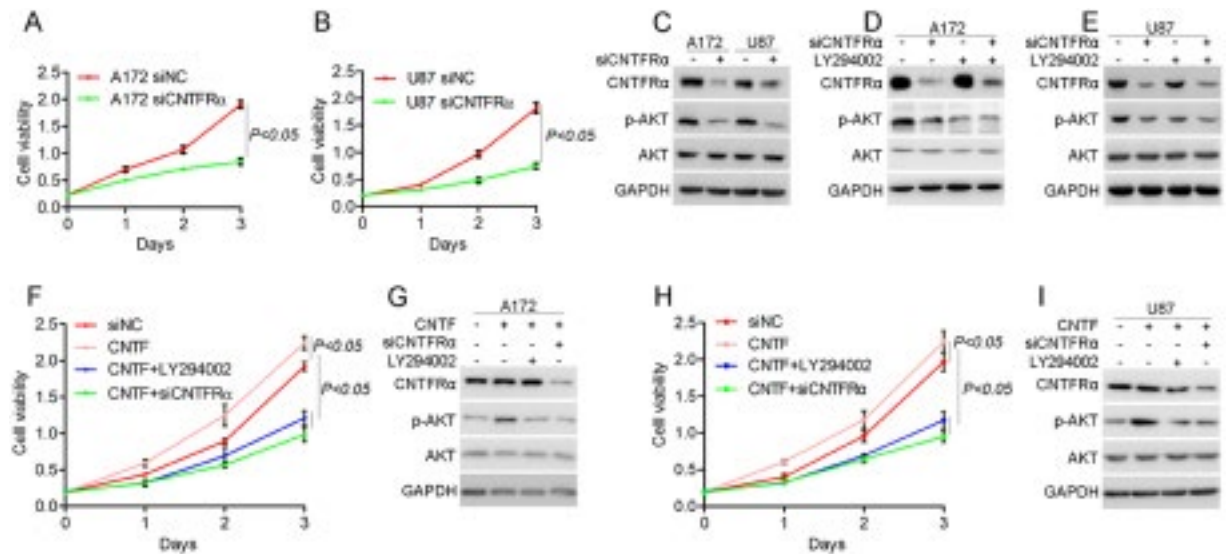 A
A172 siNC
A172 siCNTFRα
Cell viability
2.5
2.0
1.5
1.0
0.5
0.0
0 1 2 3
Days
P<0.05
B
U87 siNC
U87 siCNTFRα
Cell viability
2.5
2.0
1.5
1.0
0.5
0.0
0 1 2 3
Days
P<0.05
C
A172 U87
siCNTFRα - + - +
CNTFRα
p-AKT
AKT
GAPDH
D
A172
siCNTFRα - + - +
LY294002 - - + +
CNTFRα
p-AKT
AKT
GAPDH
E
U87
siCNTFRα - + - +
LY294002 - - + +
CNTFRα
p-AKT
AKT
GAPDH
F
siNC
CNTF
CNTF+LY294002
CNTF+siCNTFRα
Cell viability
2.5
2.0
1.5
1.0
0.5
0.0
0 1 2 3
Days
P<0.05
P<0.05
G
A172
CNTF - + + +
siCNTFRα - - - +
LY294002 - - + -
CNTFRα
p-AKT
AKT
GAPDH
H
siNC
CNTF
CNTF+LY294002
CNTF+siCNTFRα
Cell viability
2.5
2.0
1.5
1.0
0.5
0.0
0 1 2 3
Days
P<0.05
P<0.05
I
U87
CNTF - + + +
siCNTFRα - - - +
LY294002 - - + -
CNTFRα
p-AKT
AKT
GAPDH